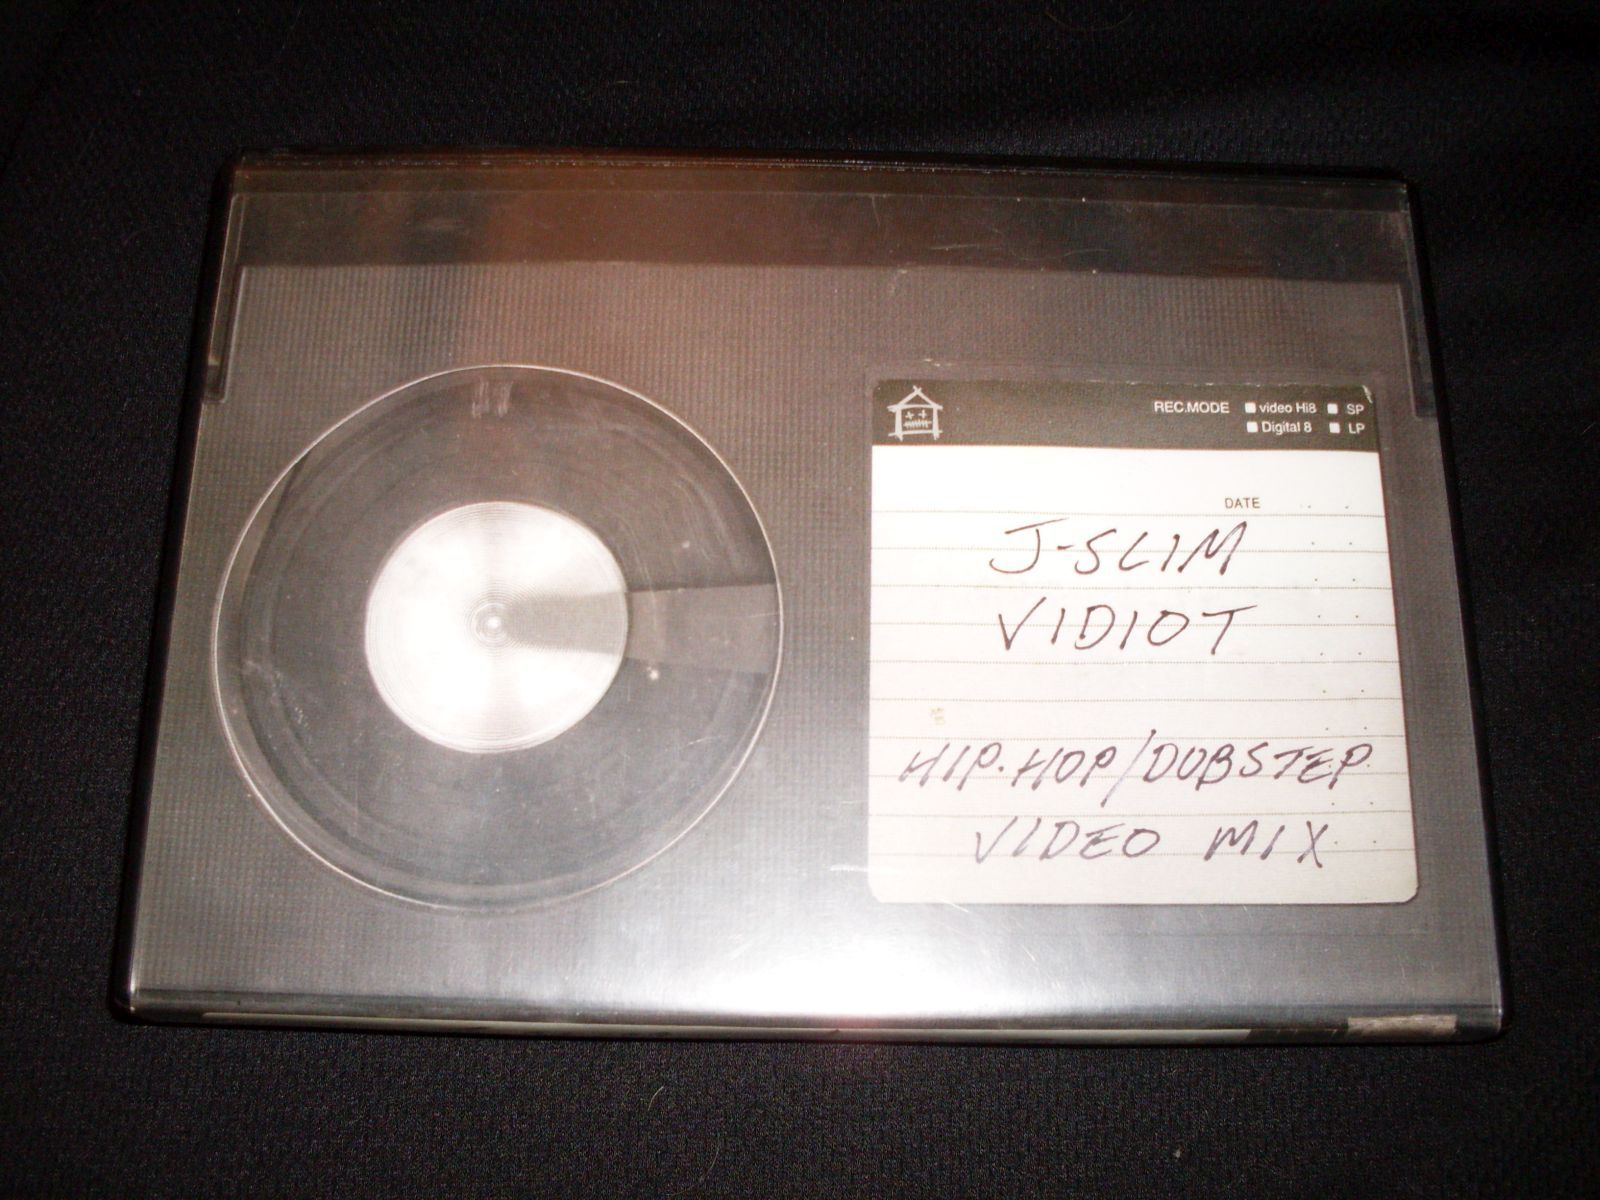 REC.MODE video Hi8 SP
Digital 8 LP
DATE
J-SLIM
VIDIOT
HIP.HOP/DUBSTEP
VIDEO MIX